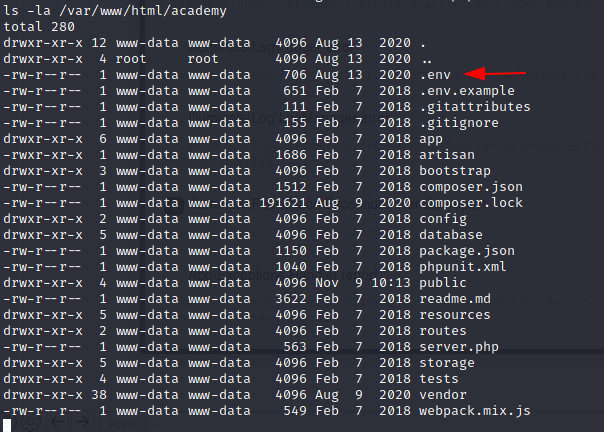 ls -la /var/www/html/academy
total 280
drwxr-xr-x 12 www-data www-data   4096 Aug 13  2020 .
drwxr-xr-x  4 root     root       4096 Aug 13  2020 ..
-rw-r--r--  1 www-data www-data    706 Aug 13  2020 .env
-rw-r--r--  1 www-data www-data    651 Feb  7  2018 .env.example
-rw-r--r--  1 www-data www-data    111 Feb  7  2018 .gitattributes
-rw-r--r--  1 www-data www-data    155 Feb  7  2018 .gitignore
drwxr-xr-x  6 www-data www-data   4096 Feb  7  2018 app
-rw-r--r--  1 www-data www-data   1686 Feb  7  2018 artisan
drwxr-xr-x  3 www-data www-data   4096 Feb  7  2018 bootstrap
-rw-r--r--  1 www-data www-data   1512 Feb  7  2018 composer.json
-rw-r--r--  1 www-data www-data 191621 Aug  9  2020 composer.lock
drwxr-xr-x  2 www-data www-data   4096 Feb  7  2018 config
drwxr-xr-x  5 www-data www-data   4096 Feb  7  2018 database
-rw-r--r--  1 www-data www-data   1150 Feb  7  2018 package.json
-rw-r--r--  1 www-data www-data   1040 Feb  7  2018 phpunit.xml
drwxr-xr-x  4 www-data www-data   4096 Nov  9 10:13 public
-rw-r--r--  1 www-data www-data   3622 Feb  7  2018 readme.md
drwxr-xr-x  5 www-data www-data   4096 Feb  7  2018 resources
drwxr-xr-x  2 www-data www-data   4096 Feb  7  2018 routes
-rw-r--r--  1 www-data www-data    563 Feb  7  2018 server.php
drwxr-xr-x  5 www-data www-data   4096 Feb  7  2018 storage
drwxr-xr-x  4 www-data www-data   4096 Feb  7  2018 tests
drwxr-xr-x 38 www-data www-data   4096 Aug  9  2020 vendor
-rw-r--r--  1 www-data www-data    549 Feb  7  2018 webpack.mix.js